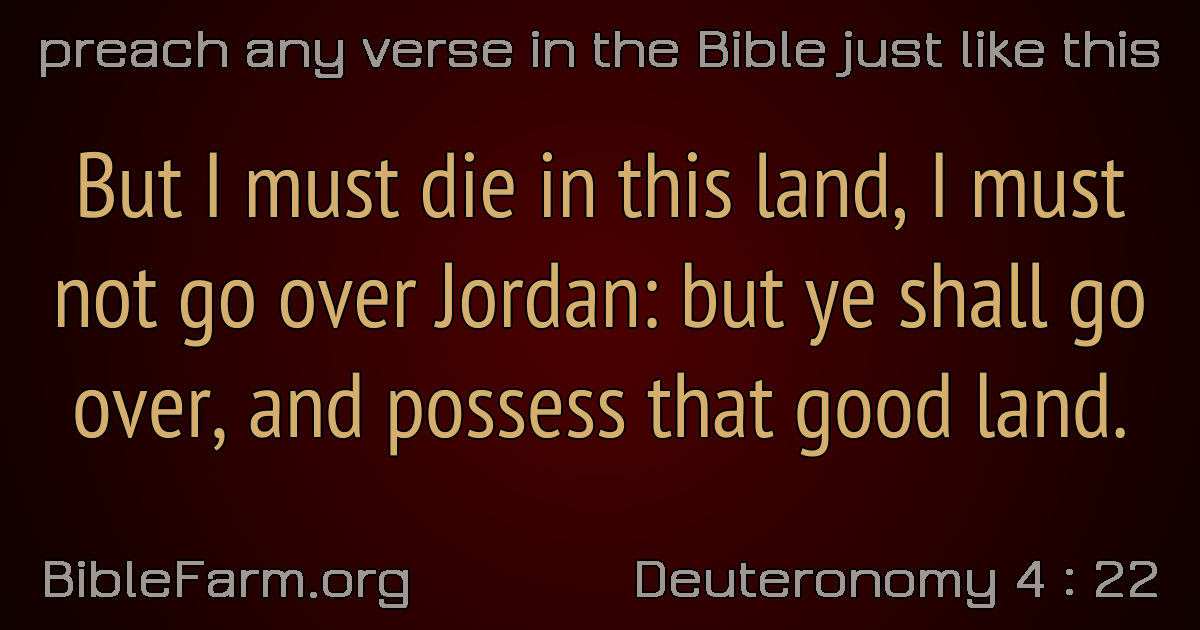 preach any verse in the Bible just like this
But I must die in this land, I must
not go over Jordan: but ye shall go
over, and possess that good land.
BibleFarm.org
Deuteronomy 4 : 22